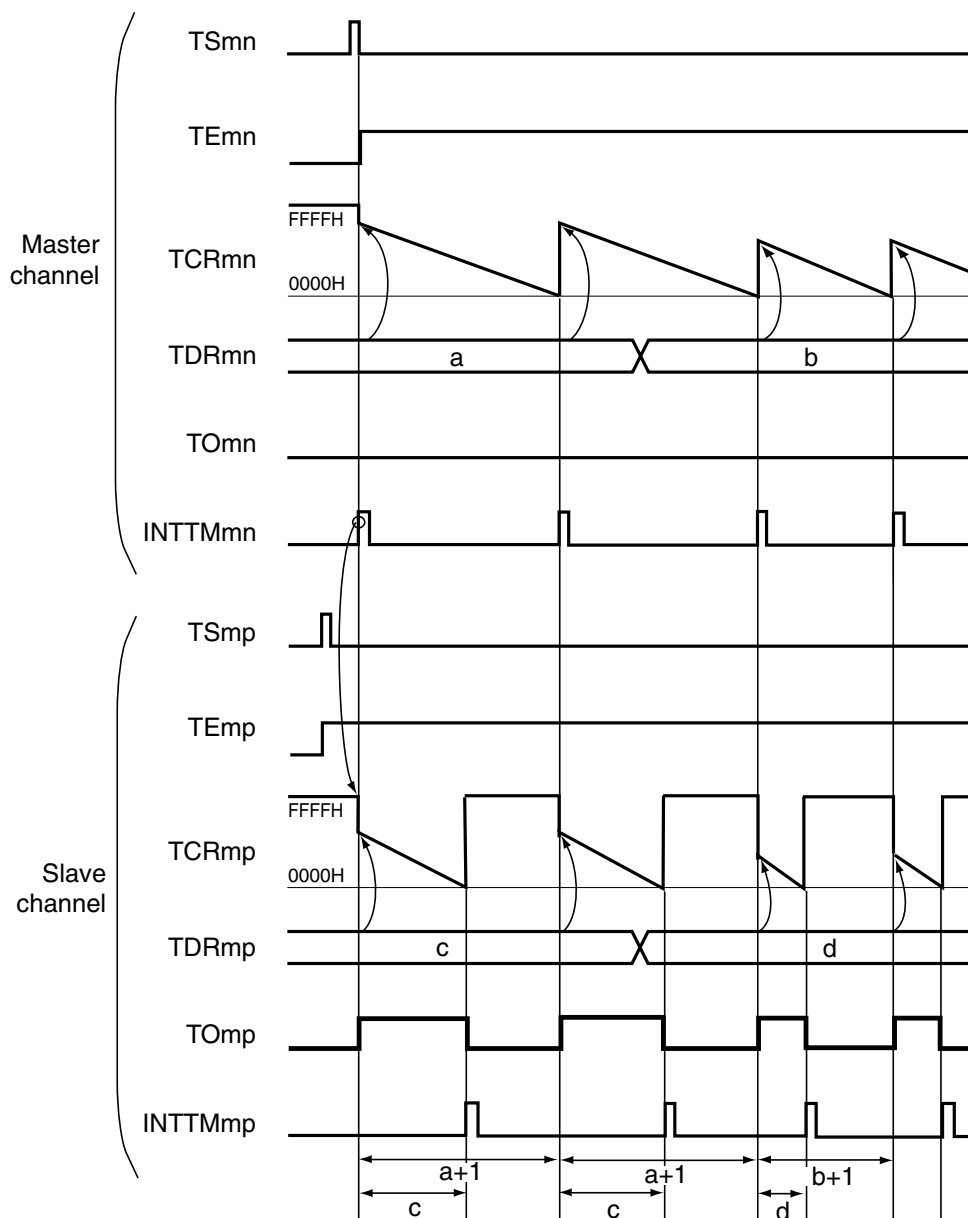 Master
channel
TSmn
TEmn
FFFFH
TCRmn
0000H
TDRmn
a
b
TOmn
INTTMmn
Slave
channel
TSmp
TEmp
FFFFH
TCRmp
0000H
TDRmp
c
d
TOmp
INTTMmp
a+1
a+1
b+1
c
c
d